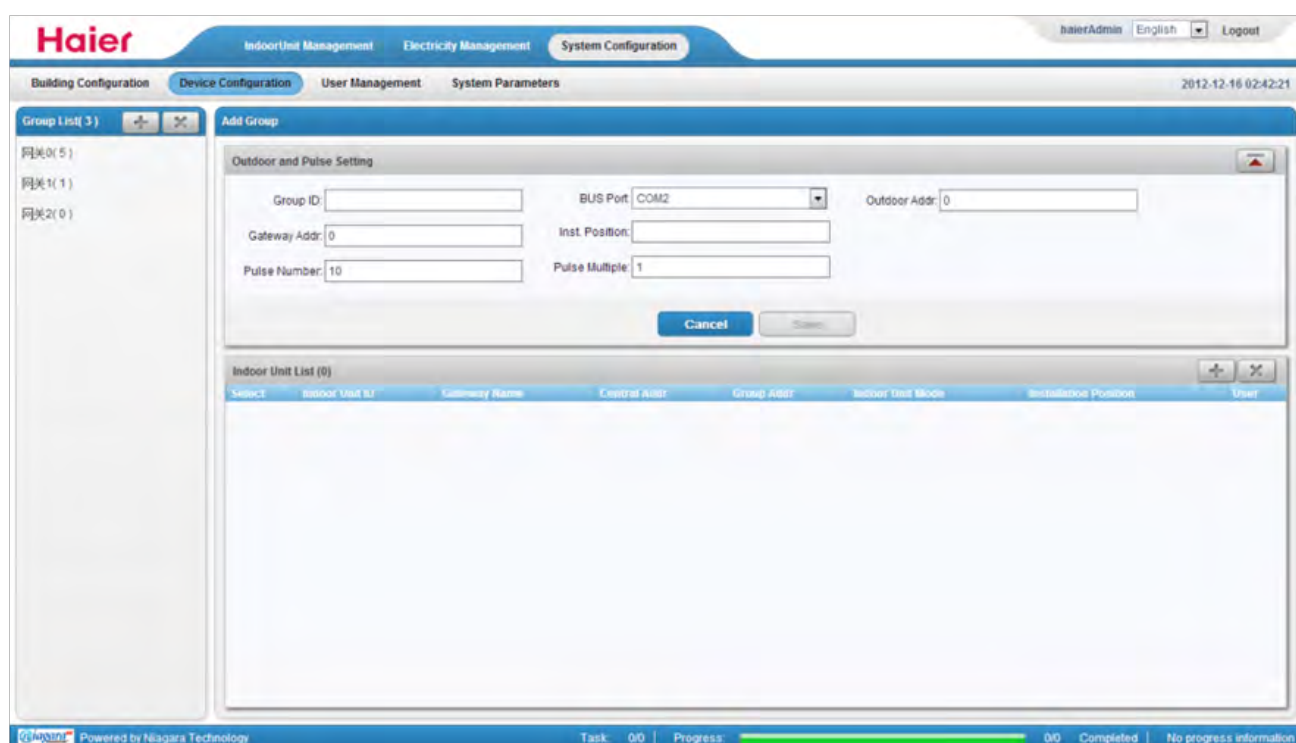 Haier
IndoorUnit Management Electricity Management System Configuration
haierAdmin English Logout
Building Configuration Device Configuration User Management System Parameters 2012-12-16 02:42:21
Group List( 3 ) Add Group
网关0( 5 )
网关1( 1 )
网关2( 0 )
Outdoor and Pulse Setting
Group ID: BUS Port: COM2 Outdoor Addr: 0
Gateway Addr: 0 Inst. Position:
Pulse Number: 10 Pulse Multiple: 1
Cancel Save
Indoor Unit List (0)
Select Indoor Unit ID Gateway Name Central Addr Group Addr Indoor Unit Mode Installation Position User
Niagara Powered by Niagara Technology Task: 0/0 Progress: 0/0 Completed No progress information